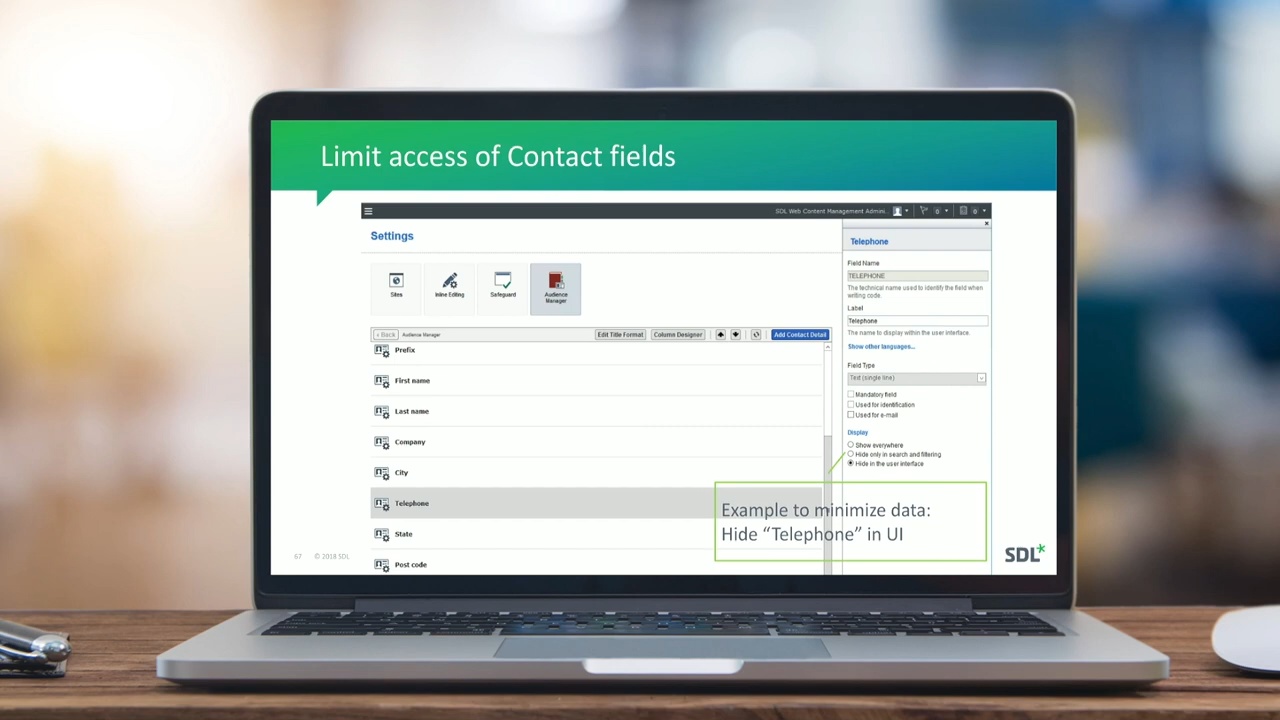 Limit access of Contact fields
SDL Web Content Management Admini...
0
0
Settings
Sites
Inline Editing
Safeguard
Audience
Manager
< Back
Audience Manager
Edit Title Format
Column Designer
Add Contact Detail
Prefix
First name
Last name
Company
City
Telephone
State
Post code
Telephone
Field Name
TELEPHONE
The technical name used to identify the field when
writing code.
Label
Telephone
The name to display within the user interface.
Show other languages...
Field Type
Text (single line)
Mandatory field
Used for identification
Used for e-mail
Display
Show everywhere
Hide only in search and filtering
Hide in the user interface
Example to minimize data:
Hide “Telephone” in UI
67 © 2018 SDL
SDL*